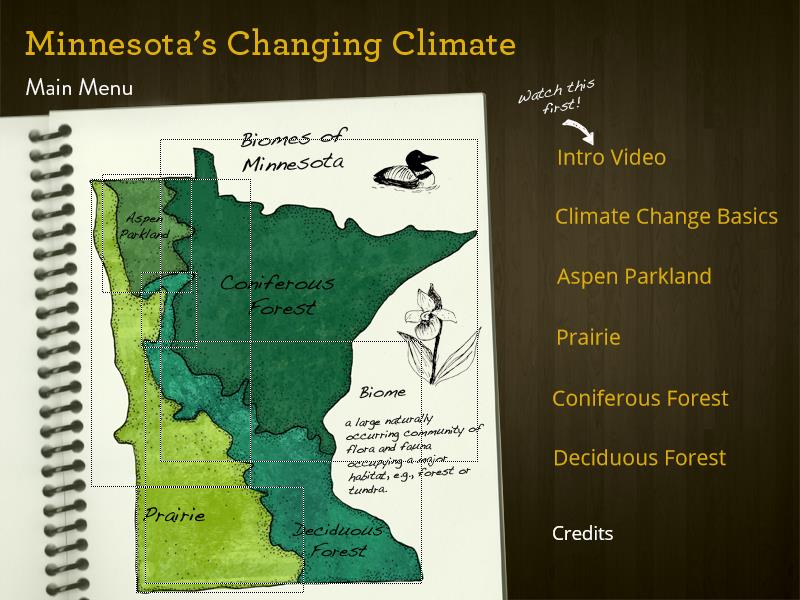 Minnesota's Changing Climate
Main Menu
Watch this
first!
Biomes of
Minnesota
Aspen
Parkland
Coniferous
Forest
Biome
a large naturally
occurring community of
flora and fauna
occupying a major
habitat, e.g., forest or
tundra.
Prairie
Deciduous
Forest
Intro Video
Climate Change Basics
Aspen Parkland
Prairie
Coniferous Forest
Deciduous Forest
Credits